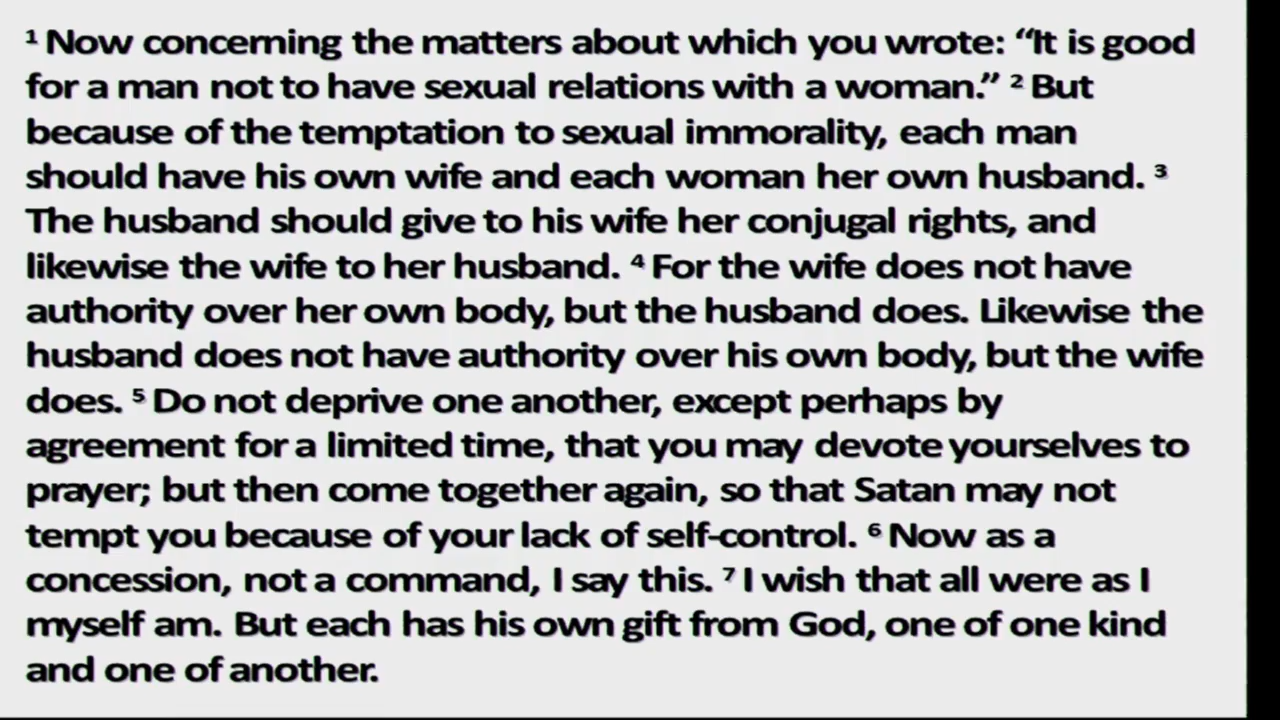 ¹ Now concerning the matters about which you wrote: “It is good
for a man not to have sexual relations with a woman.” ² But
because of the temptation to sexual immorality, each man
should have his own wife and each woman her own husband. ³
The husband should give to his wife her conjugal rights, and
likewise the wife to her husband. ⁴ For the wife does not have
authority over her own body, but the husband does. Likewise the
husband does not have authority over his own body, but the wife
does. ⁵ Do not deprive one another, except perhaps by
agreement for a limited time, that you may devote yourselves to
prayer; but then come together again, so that Satan may not
tempt you because of your lack of self-control. ⁶ Now as a
concession, not a command, I say this. ⁷ I wish that all were as I
myself am. But each has his own gift from God, one of one kind
and one of another.